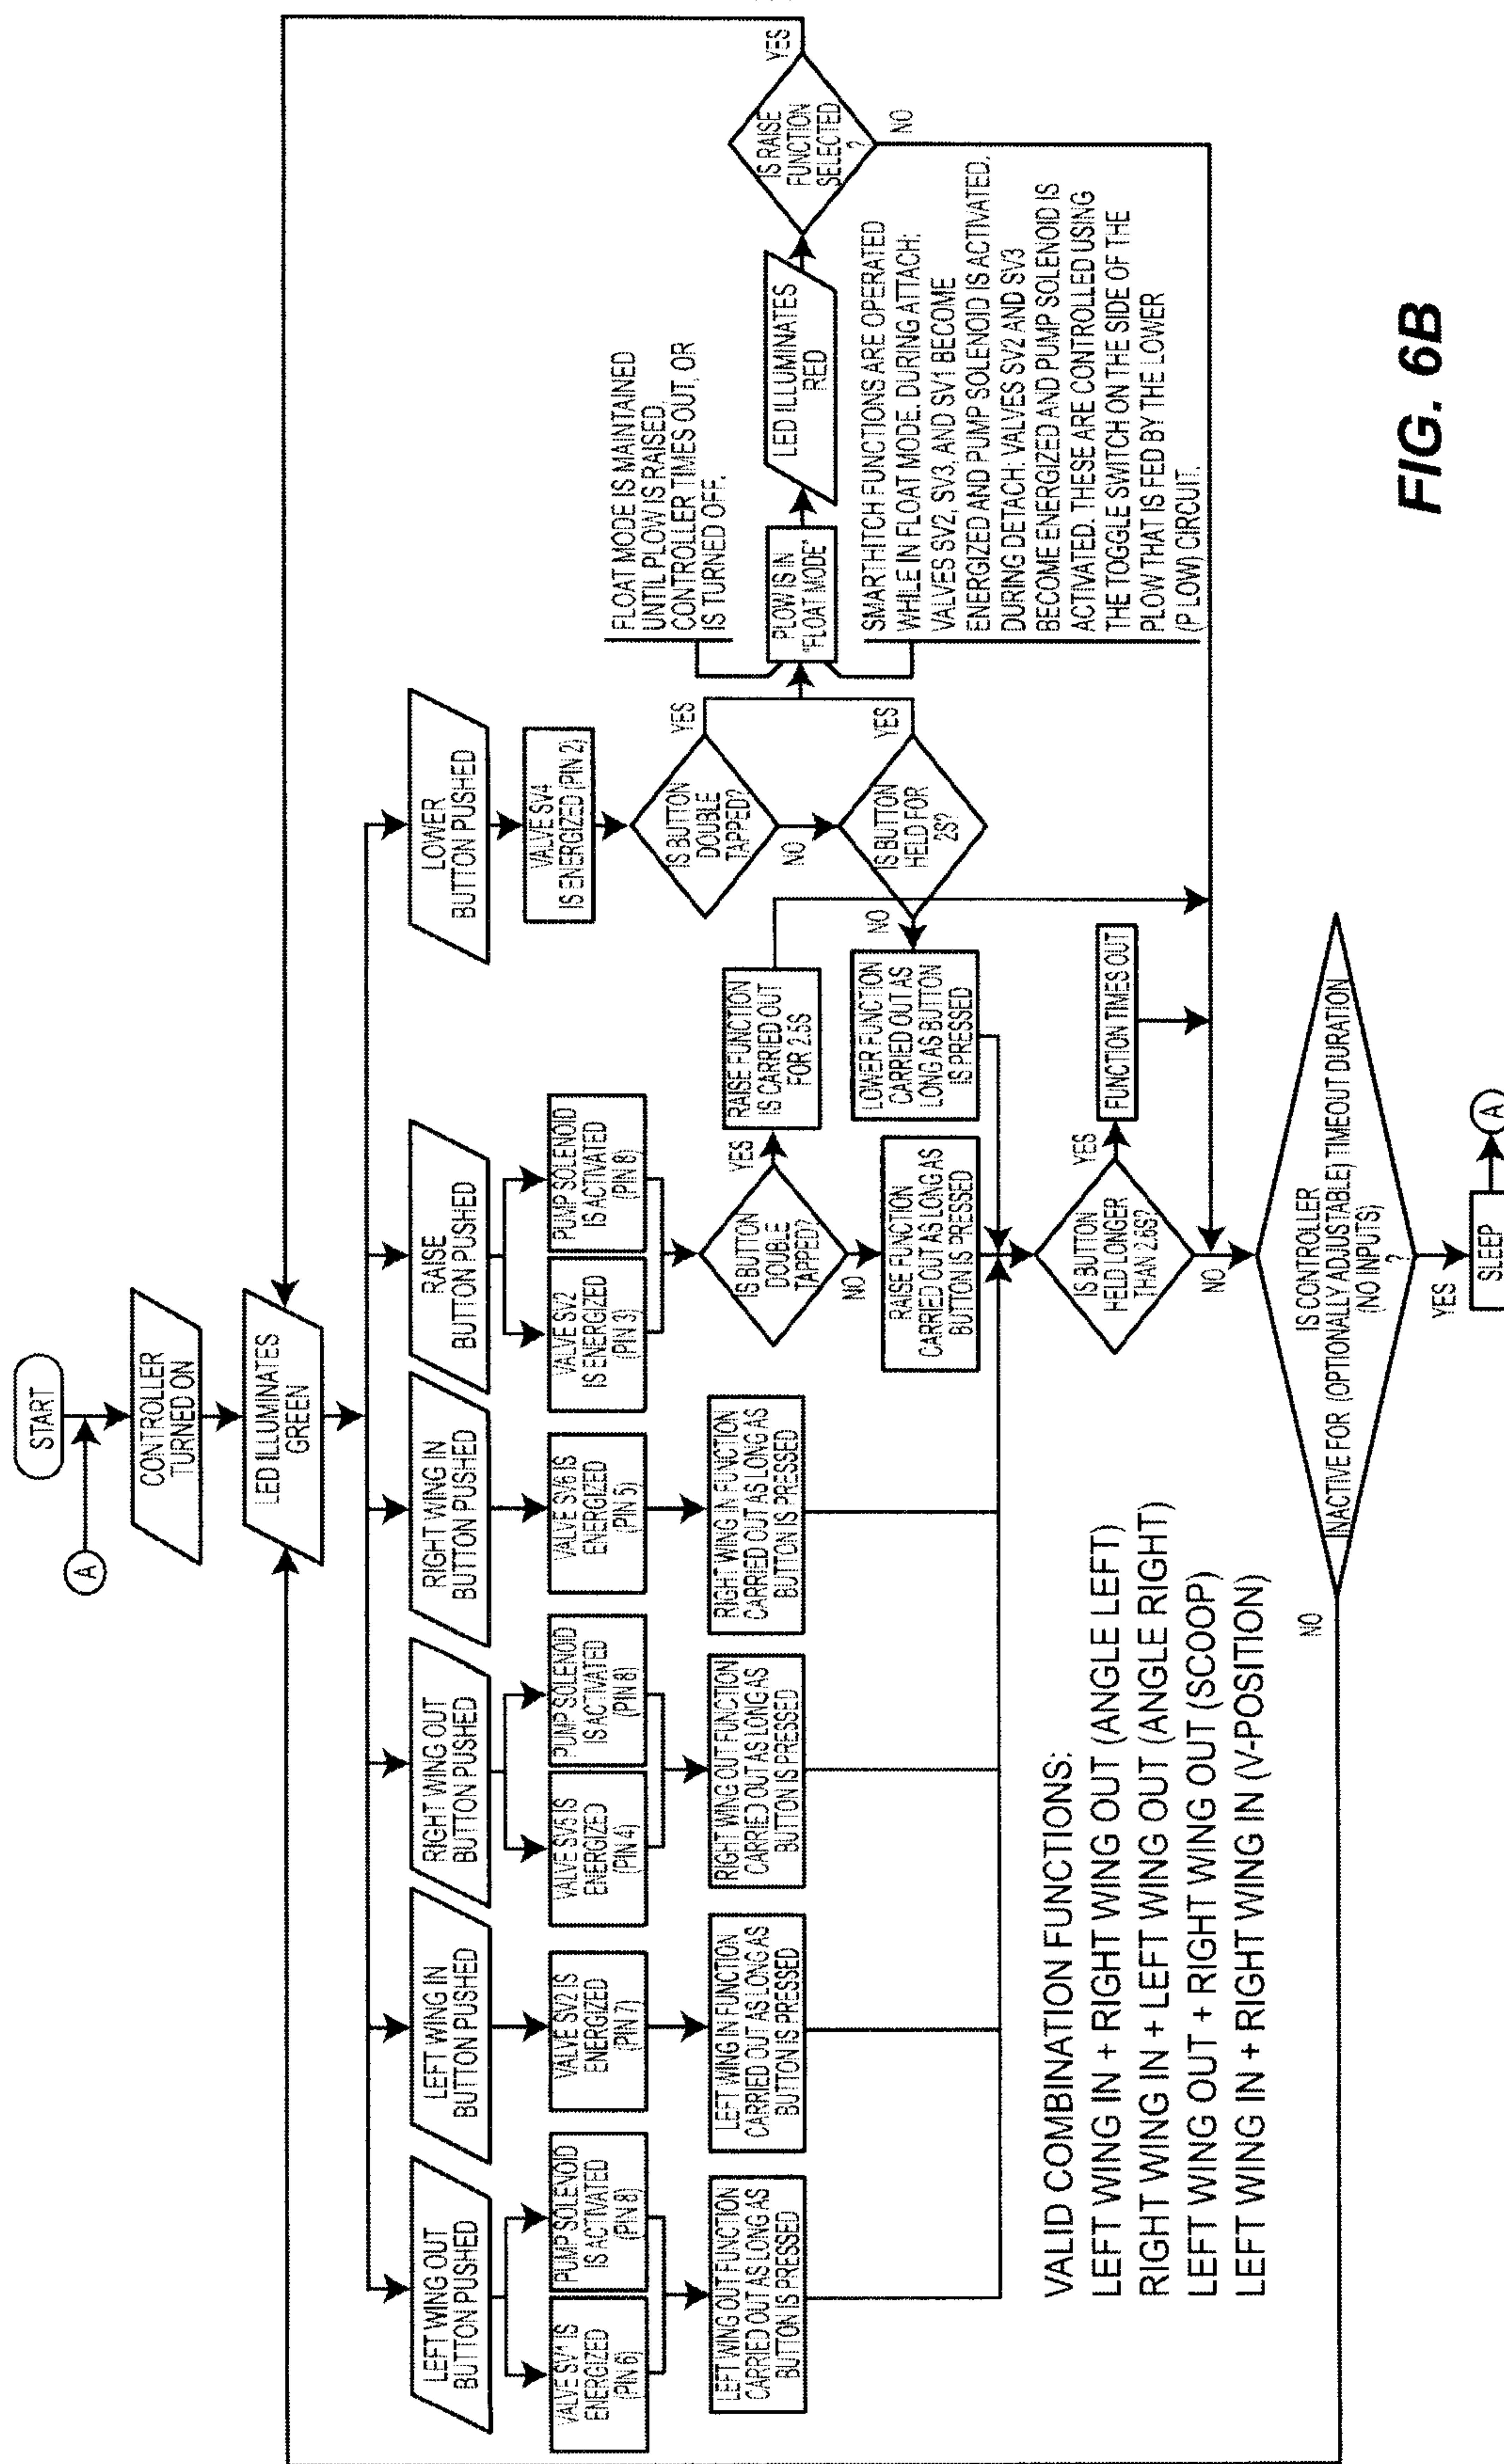 START
A
CONTROLLER
TURNED ON
LED ILLUMINATES
GREEN
LEFT WING OUT
BUTTON PUSHED
LEFT WING IN
BUTTON PUSHED
RIGHT WING OUT
BUTTON PUSHED
RIGHT WING IN
BUTTON PUSHED
RAISE
BUTTON PUSHED
LOWER
BUTTON PUSHED
VALVE SV1 IS
ENERGIZED
(PIN 6)
PUMP SOLENOID
IS ACTIVATED
(PIN 8)
VALVE SV2 IS
ENERGIZED
(PIN 7)
VALVE SV5 IS
ENERGIZED
(PIN 4)
PUMP SOLENOID
IS ACTIVATED
(PIN 8)
VALVE SV6 IS
ENERGIZED
(PIN 5)
VALVE SV2
IS ENERGIZED
(PIN 3)
PUMP SOLENOID
IS ACTIVATED
(PIN 8)
VALVE SV4
IS ENERGIZED (PIN 2)
LEFT WING OUT FUNCTION
CARRIED OUT AS LONG AS
BUTTON IS PRESSED
LEFT WING IN FUNCTION
CARRIED OUT AS LONG AS
BUTTON IS PRESSED
RIGHT WING OUT FUNCTION
CARRIED OUT AS LONG AS
BUTTON IS PRESSED
RIGHT WING IN FUNCTION
CARRIED OUT AS LONG AS
BUTTON IS PRESSED
IS BUTTON
DOUBLE
TAPPED?
YES
NO
RAISE FUNCTION
IS CARRIED OUT
FOR 2.5S
RAISE FUNCTION
CARRIED OUT AS LONG AS
BUTTON IS PRESSED
IS BUTTON
DOUBLE
TAPPED?
YES
NO
IS BUTTON
HELD FOR
2S?
YES
NO
LOWER FUNCTION
CARRIED OUT AS
LONG AS BUTTON
IS PRESSED
FLOAT MODE IS MAINTAINED
UNTIL PLOW IS RAISED,
CONTROLLER TIMES OUT, OR
IS TURNED OFF.
PLOW IS IN
"FLOAT MODE"
LED ILLUMINATES
RED
IS RAISE
FUNCTION
SELECTED
?
YES
NO
SMARTHITCH FUNCTIONS ARE OPERATED
WHILE IN FLOAT MODE. DURING ATTACH:
VALVES SV2, SV3, AND SV1 BECOME
ENERGIZED AND PUMP SOLENOID IS ACTIVATED.
DURING DETACH: VALVES SV2 AND SV3
BECOME ENERGIZED AND PUMP SOLENOID IS
ACTIVATED. THESE ARE CONTROLLED USING
THE TOGGLE SWITCH ON THE SIDE OF THE
PLOW THAT IS FED BY THE LOWER
(P LOW) CIRCUIT.
IS BUTTON
HELD LONGER
THAN 2.6S?
YES
NO
FUNCTION TIMES OUT
VALID COMBINATION FUNCTIONS:
LEFT WING IN + RIGHT WING OUT (ANGLE LEFT)
RIGHT WING IN + LEFT WING OUT (ANGLE RIGHT)
LEFT WING OUT + RIGHT WING OUT (SCOOP)
LEFT WING IN + RIGHT WING IN (V-POSITION)
IS CONTROLLER
INACTIVE FOR (OPTIONALLY ADJUSTABLE) TIMEOUT DURATION
(NO INPUTS)
?
NO
YES
SLEEP
A
FIG. 6B